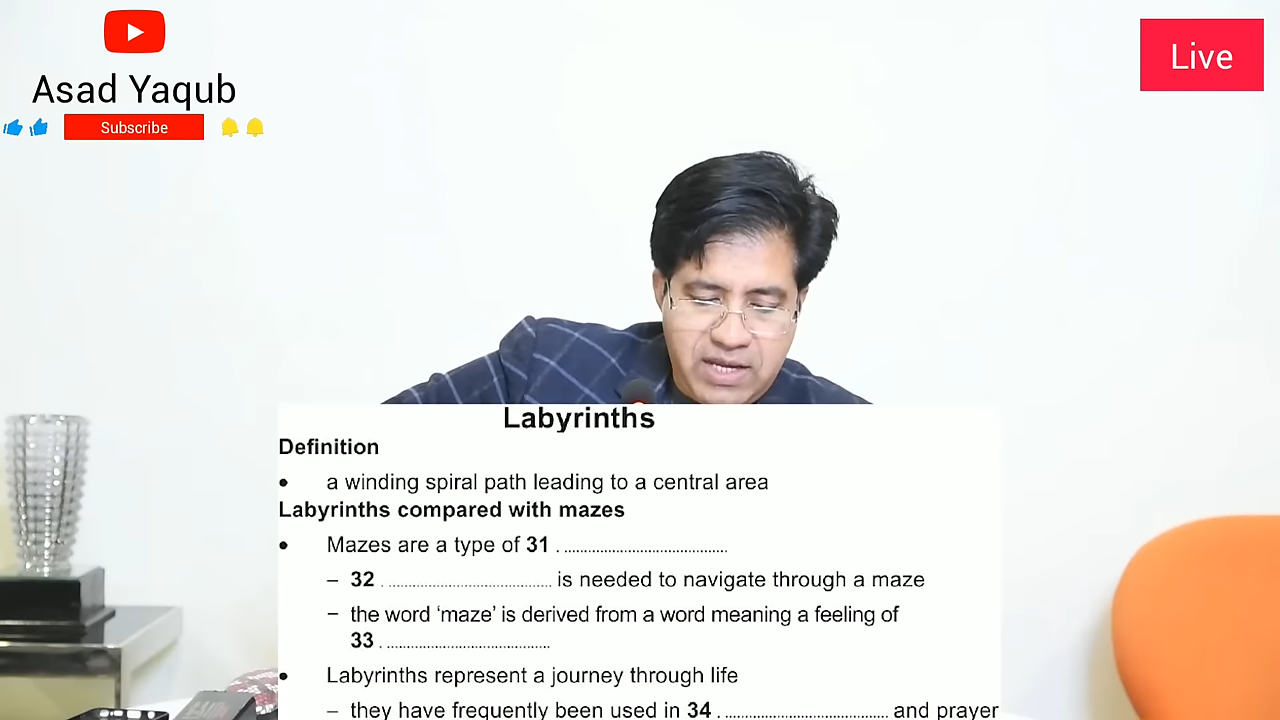 Asad Yaqub
Subscribe
Live
Labyrinths
Definition
• a winding spiral path leading to a central area
Labyrinths compared with mazes
• Mazes are a type of 31 . ........................................
– 32 . ........................................ is needed to navigate through a maze
– the word ‘maze’ is derived from a word meaning a feeling of
33 . ........................................
• Labyrinths represent a journey through life
– they have frequently been used in 34 . ........................................ and prayer